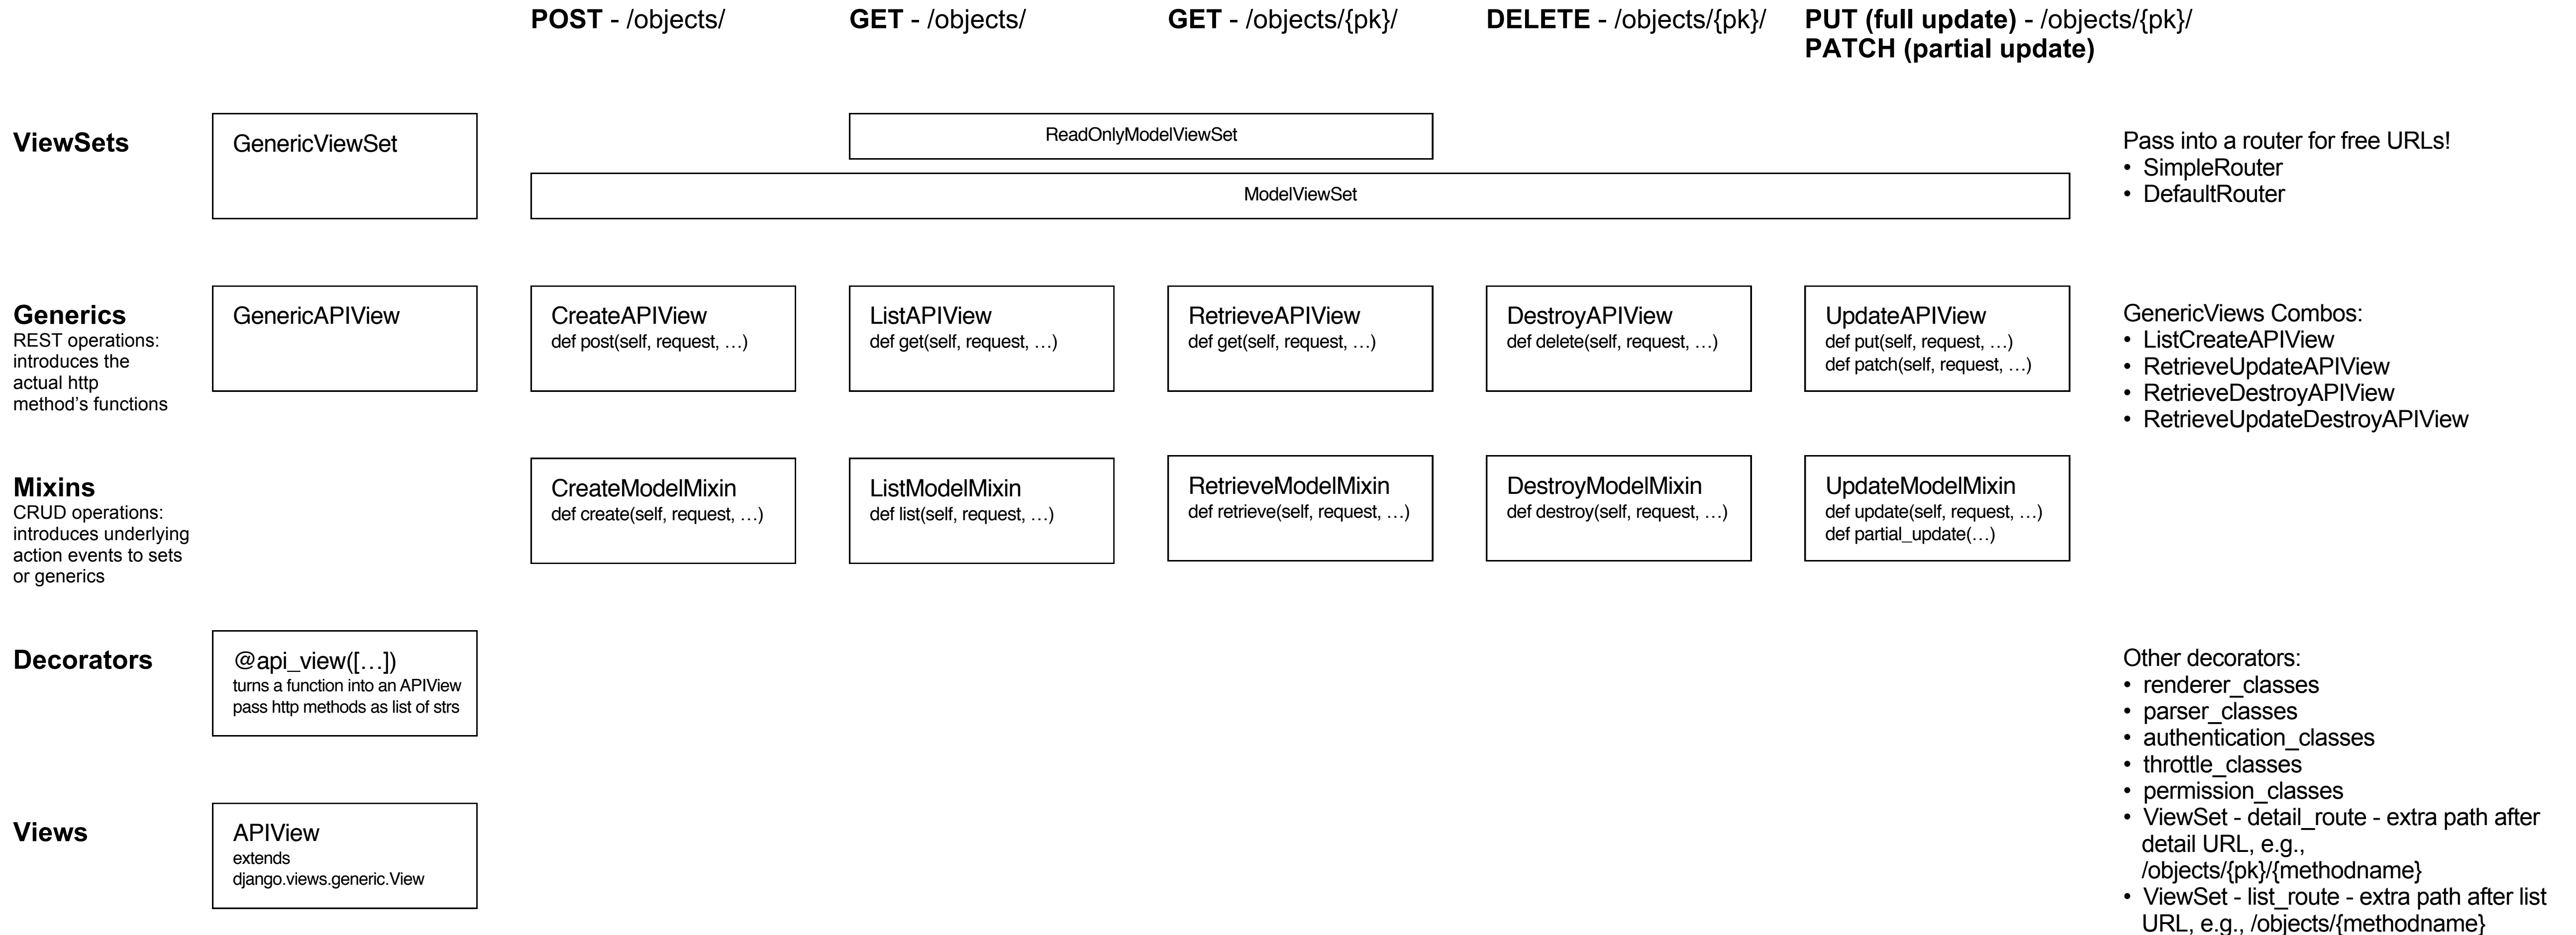 POST - /objects/
GET - /objects/
GET - /objects/{pk}/
DELETE - /objects/{pk}/
PUT (full update) - /objects/{pk}/
PATCH (partial update)
ViewSets
GenericViewSet
ReadOnlyModelViewSet
ModelViewSet
Pass into a router for free URLs!
• SimpleRouter
• DefaultRouter
Generics
REST operations:
introduces the
actual http
method’s functions
GenericAPIView
CreateAPIView
def post(self, request, …)
ListAPIView
def get(self, request, …)
RetrieveAPIView
def get(self, request, …)
DestroyAPIView
def delete(self, request, …)
UpdateAPIView
def put(self, request, …)
def patch(self, request, …)
GenericViews Combos:
• ListCreateAPIView
• RetrieveUpdateAPIView
• RetrieveDestroyAPIView
• RetrieveUpdateDestroyAPIView
Mixins
CRUD operations:
introduces underlying
action events to sets
or generics
CreateModelMixin
def create(self, request, …)
ListModelMixin
def list(self, request, …)
RetrieveModelMixin
def retrieve(self, request, …)
DestroyModelMixin
def destroy(self, request, …)
UpdateModelMixin
def update(self, request, …)
def partial_update(…)
Decorators
@api_view([…])
turns a function into an APIView
pass http methods as list of strs
Other decorators:
• renderer_classes
• parser_classes
• authentication_classes
• throttle_classes
• permission_classes
• ViewSet - detail_route - extra path after
detail URL, e.g.,
/objects/{pk}/{methodname}
• ViewSet - list_route - extra path after list
URL, e.g., /objects/{methodname}
Views
APIView
extends
django.views.generic.View